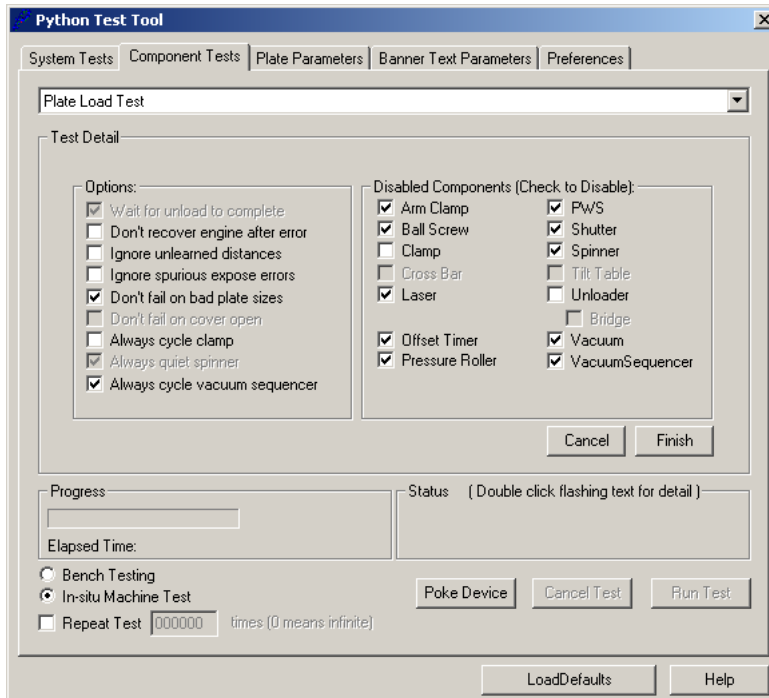 Python Test Tool
System Tests Component Tests Plate Parameters Banner Text Parameters Preferences
Plate Load Test
Test Detail
Options:
Wait for unload to complete
Don't recover engine after error
Ignore unlearned distances
Ignore spurious expose errors
Don't fail on bad plate sizes
Don't fail on cover open
Always cycle clamp
Always quiet spinner
Always cycle vacuum sequencer
Disabled Components (Check to Disable):
Arm Clamp PWS
Ball Screw Shutter
Clamp Spinner
Cross Bar Tilt Table
Laser Unloader
Bridge
Offset Timer Vacuum
Pressure Roller VacuumSequencer
Cancel Finish
Progress
Elapsed Time:
Status ( Double click flashing text for detail )
Bench Testing
In-situ Machine Test
Repeat Test 000000 times (0 means infinite)
Poke Device Cancel Test Run Test
LoadDefaults Help